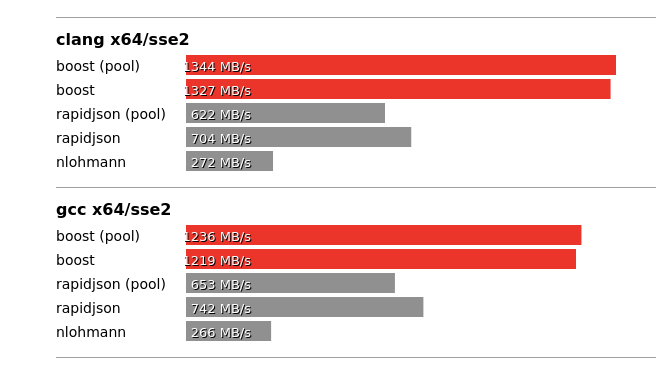 clang x64/sse2
boost (pool) 1344 MB/s
boost 1327 MB/s
rapidjson (pool) 622 MB/s
rapidjson 704 MB/s
nlohmann 272 MB/s
gcc x64/sse2
boost (pool) 1236 MB/s
boost 1219 MB/s
rapidjson (pool) 653 MB/s
rapidjson 742 MB/s
nlohmann 266 MB/s